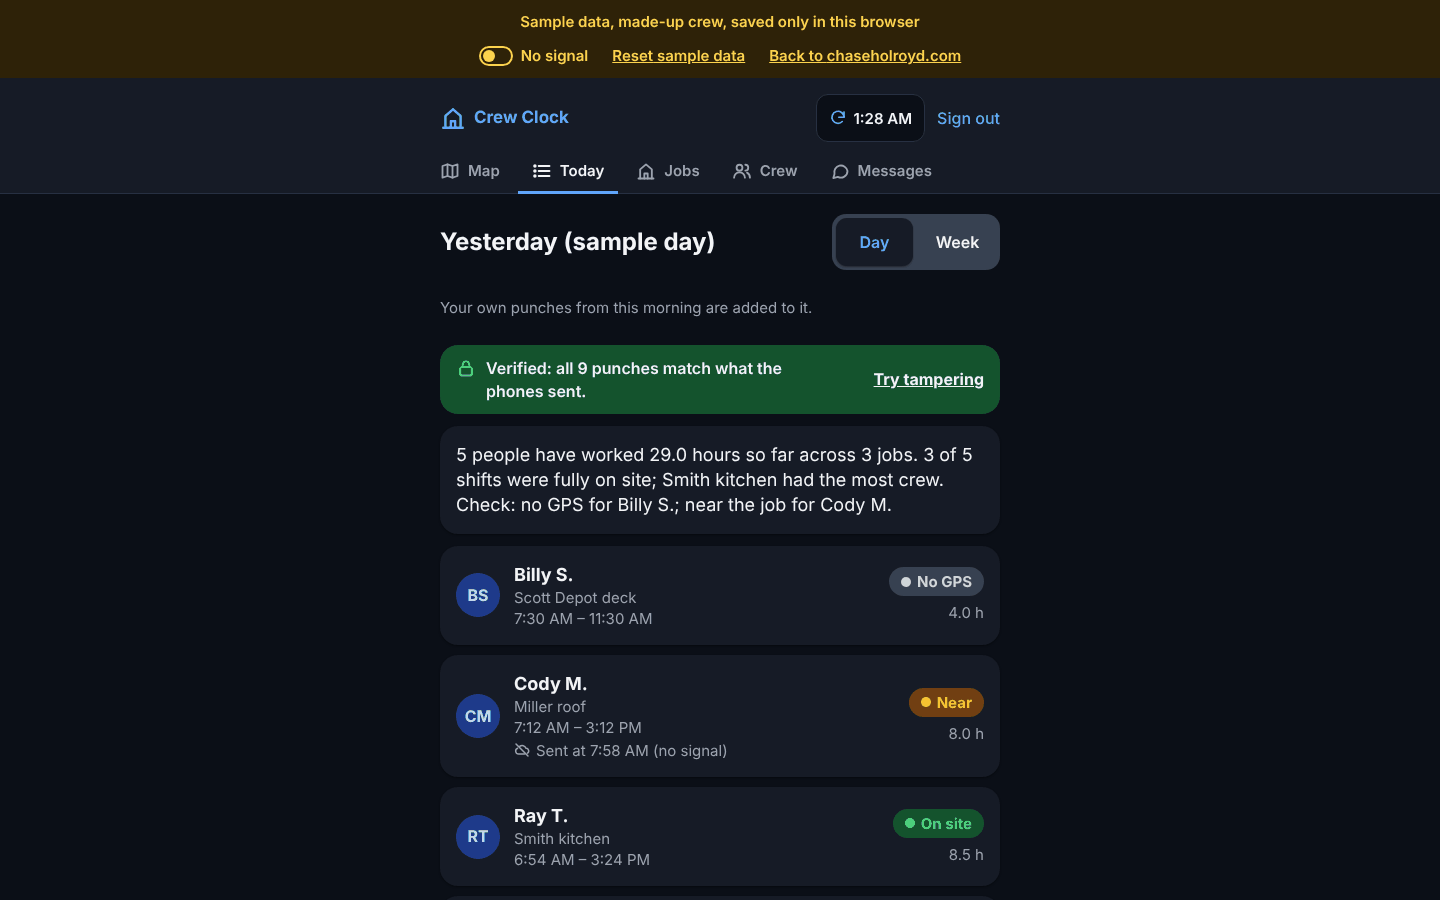 Sample data, made-up crew, saved only in this browser
No signal Reset sample data Back to chaseholroyd.com
Crew Clock 1:28 AM Sign out
Map Today Jobs Crew Messages
Yesterday (sample day) Day Week
Your own punches from this morning are added to it.
Verified: all 9 punches match what the
phones sent.
Try tampering
5 people have worked 29.0 hours so far across 3 jobs. 3 of 5
shifts were fully on site; Smith kitchen had the most crew.
Check: no GPS for Billy S.; near the job for Cody M.
BS
Billy S.
Scott Depot deck
7:30 AM – 11:30 AM
No GPS
4.0 h
CM
Cody M.
Miller roof
7:12 AM – 3:12 PM
Sent at 7:58 AM (no signal)
Near
8.0 h
RT
Ray T.
Smith kitchen
6:54 AM – 3:24 PM
On site
8.5 h